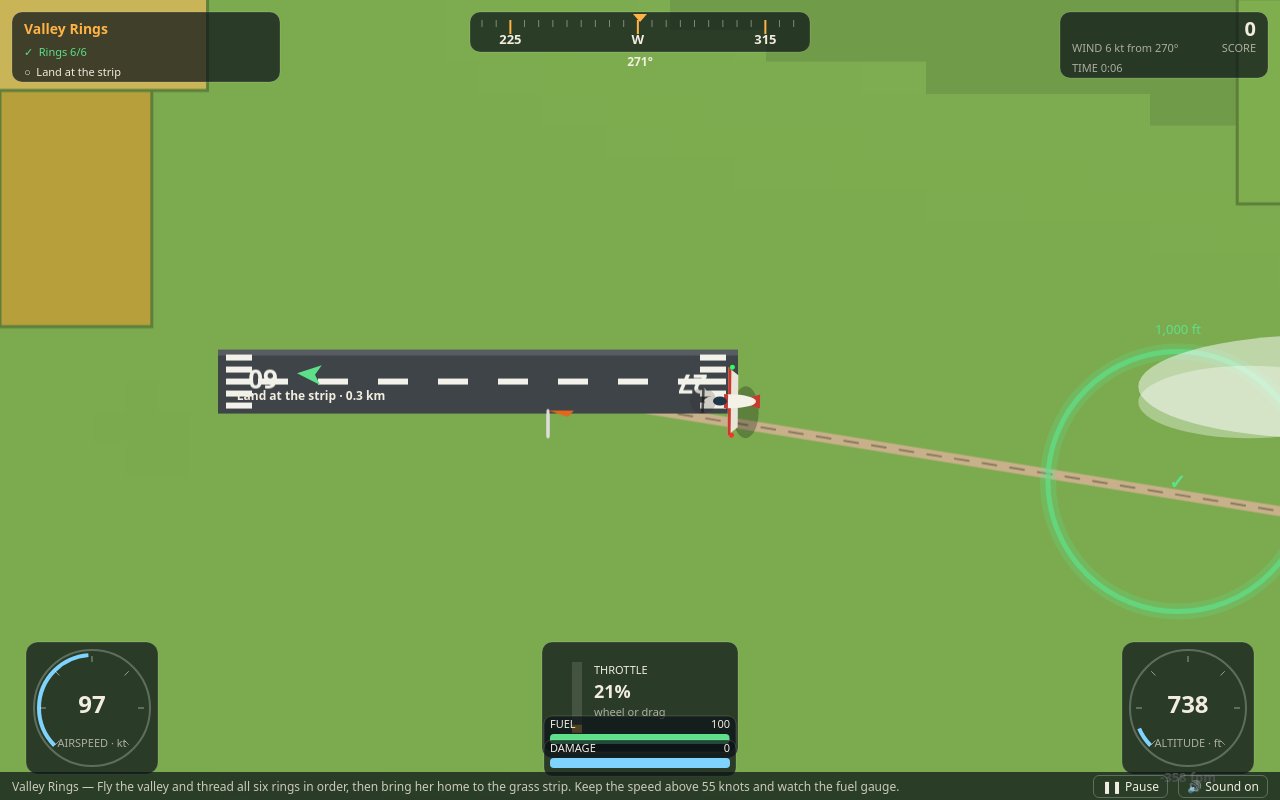 Valley Rings
✓ Rings 6/6
○ Land at the strip
225 W 315
271°
0
WIND 6 kt from 270° SCORE
TIME 0:06
1,000 ft
✓
09
27
Land at the strip · 0.3 km
97
AIRSPEED · kt
THROTTLE
21%
wheel or drag
FUEL 100
DAMAGE 0
738
ALTITUDE · ft
-358 fpm
Valley Rings — Fly the valley and thread all six rings in order, then bring her home to the grass strip. Keep the speed above 55 knots and watch the fuel gauge.
❚❚ Pause
🔊 Sound on